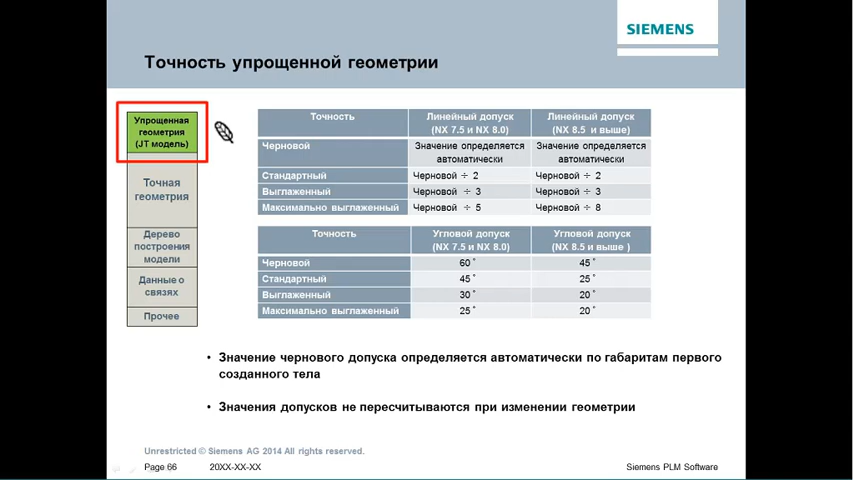 SIEMENS
Точность упрощенной геометрии
Упрощенная
геометрия
(JT модель)
Точная
геометрия
Дерево
построения
модели
Данные о
связях
Прочее
Точность Линейный допуск Линейный допуск
(NX 7.5 и NX 8.0) (NX 8.5 и выше)
Черновой Значение определяется Значение определяется
автоматически автоматически
Стандартный Черновой ÷ 2 Черновой ÷ 2
Выглаженный Черновой ÷ 3 Черновой ÷ 3
Максимально выглаженный Черновой ÷ 5 Черновой ÷ 8
Точность Угловой допуск Угловой допуск
(NX 7.5 и NX 8.0) (NX 8.5 и выше )
Черновой 60˚ 45˚
Стандартный 45˚ 25˚
Выглаженный 30˚ 20˚
Максимально выглаженный 25˚ 20˚
• Значение чернового допуска определяется автоматически по габаритам первого
созданного тела
• Значения допусков не пересчитываются при изменении геометрии
Unrestricted © Siemens AG 2014 All rights reserved.
Page 66 20XX-XX-XX Siemens PLM Software